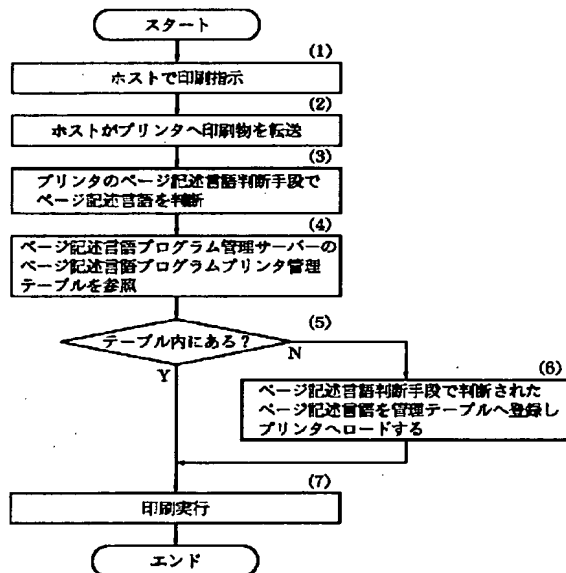 スタート
(1)
ホストで印刷指示
(2)
ホストがプリンタへ印刷物を転送
(3)
プリンタのページ記述言語判断手段で
ページ記述言語を判断
(4)
ページ記述言語プログラム管理サーバーの
ページ記述言語プログラムプリンタ管理
テーブルを参照
(5)
テーブル内にある？
N
Y
(6)
ページ記述言語判断手段で判断された
ページ記述言語を管理テーブルへ登録し
プリンタへロードする
(7)
印刷実行
エンド